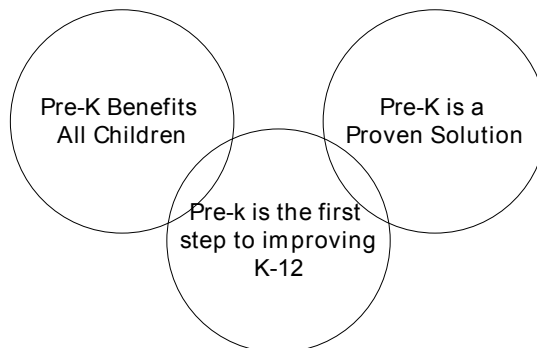 Pre-K Benefits
All Children
Pre-K is a
Proven Solution
Pre-k is the first
step to improving
K-12